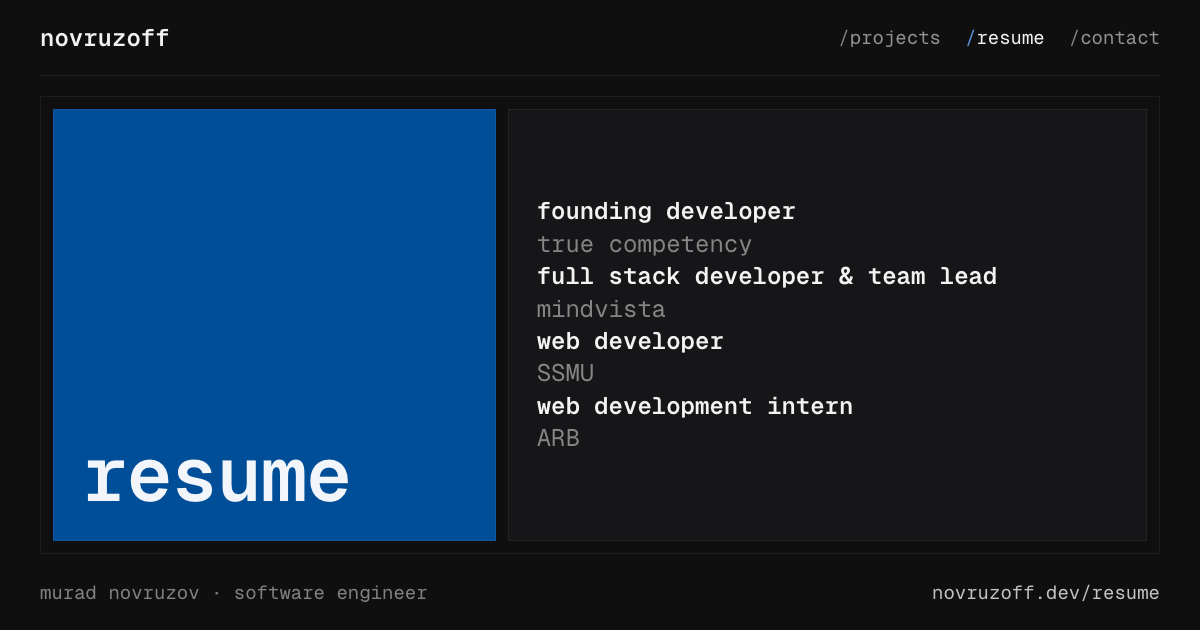 novruzoff
/projects /resume /contact
resume
founding developer
true competency
full stack developer & team lead
mindvista
web developer
SSMU
web development intern
ARB
murad novruzov · software engineer
novruzoff.dev/resume